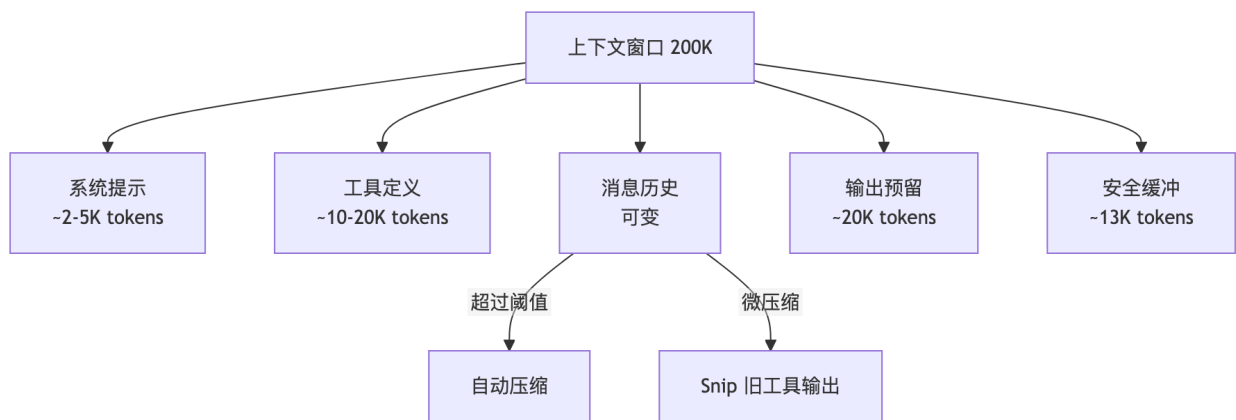 上下文窗口 200K
系统提示
~2-5K tokens
工具定义
~10-20K tokens
消息历史
可变
输出预留
~20K tokens
安全缓冲
~13K tokens
超过阈值
微压缩
自动压缩
Snip 旧工具输出